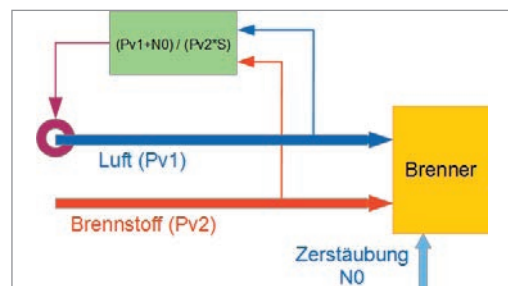 (Pv1+N0) / (Pv2*S)
Luft (Pv1)
Brenner
Brennstoff (Pv2)
Zerstäubung
N0